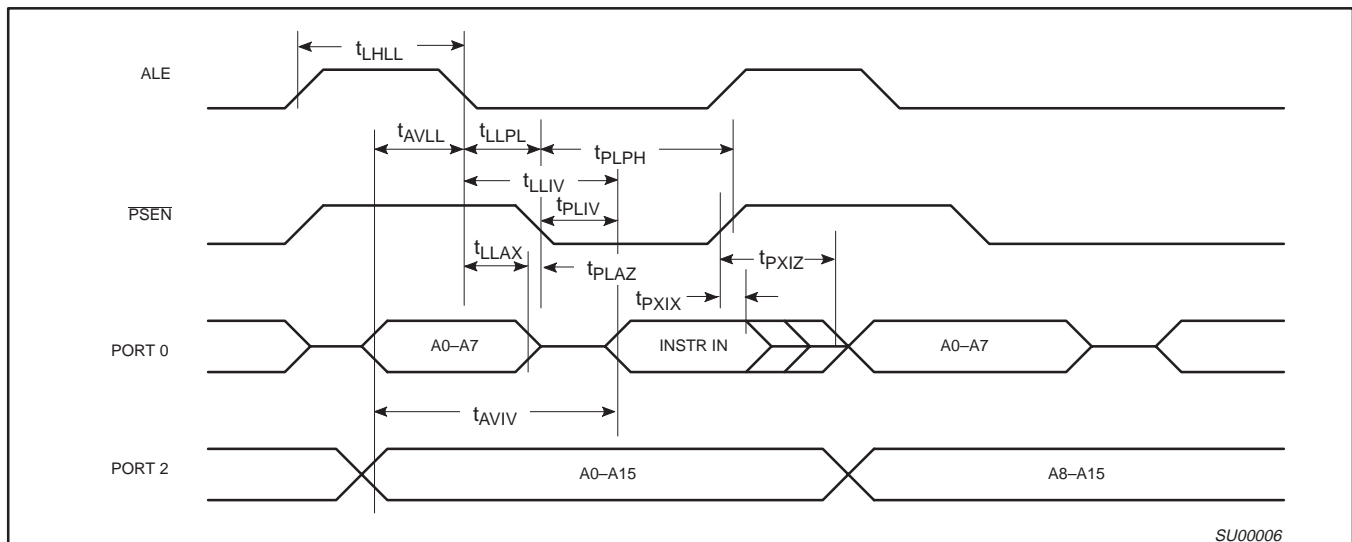 tLHLL
ALE
tAVLL
tLLPL
tPLPH
tLLIV
PSEN
tPLIV
tLLAX
tPLAZ
tPXIZ
tPXIX
PORT 0
A0–A7
INSTR IN
A0–A7
tAVIV
PORT 2
A0–A15
A8–A15
SU00006